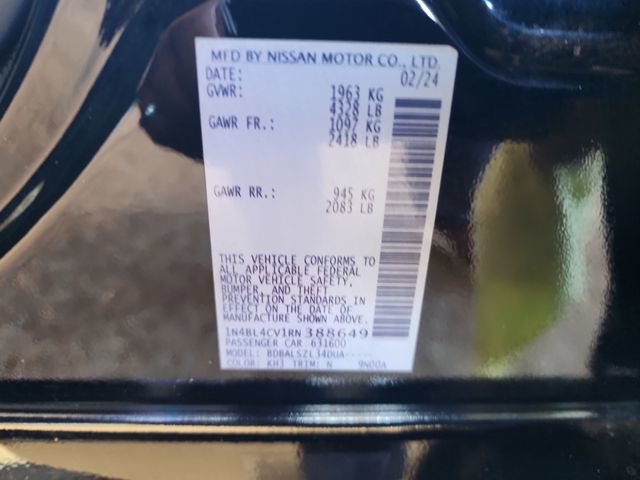 MFD BY NISSAN MOTOR CO., LTD.
DATE: 02/24
GVWR: 1963 KG
4328 LB
GAWR FR.: 1097 KG
2418 LB
GAWR RR.: 945 KG
2083 LB
THIS VEHICLE CONFORMS TO
ALL APPLICABLE FEDERAL
MOTOR VEHICLE SAFETY,
BUMPER, AND THEFT
PREVENTION STANDARDS IN
EFFECT ON THE DATE OF
MANUFACTURE SHOWN ABOVE.
1N4BL4CV1RN388649
PASSENGER CAR 631600
MODEL: BDBALSZL34DUA-----
COLOR: KH3 TRIM: N 9N00A